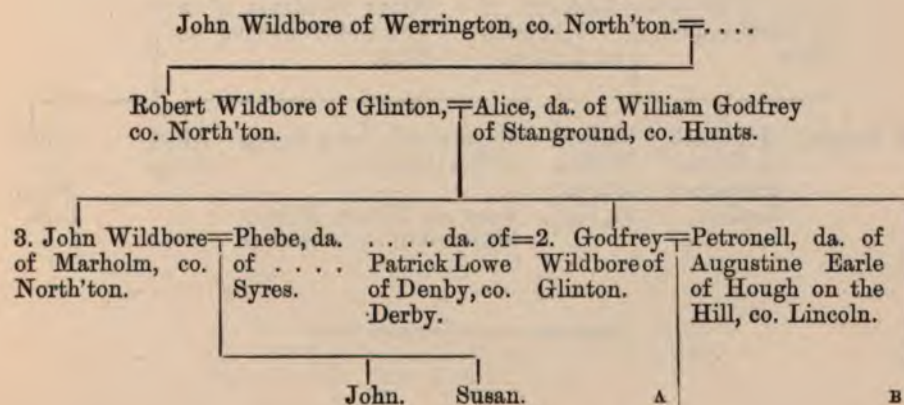 John Wildbore of Werrington, co. North'ton.=. . . .
Robert Wildbore of Glinton,=Alice, da. of William Godfrey
co. North'ton.
of Stanground, co. Hunts.
3. John Wildbore=Phebe, da.
of Marholm, co.
North'ton.
of . . . .
Syres.
. . . . da. of=2. Godfrey=Petronell, da. of
Patrick Lowe
of Denby, co.
Derby.
Wildbore of
Glinton.
Augustine Earle
of Hough on the
Hill, co. Lincoln.
John. Susan. A B